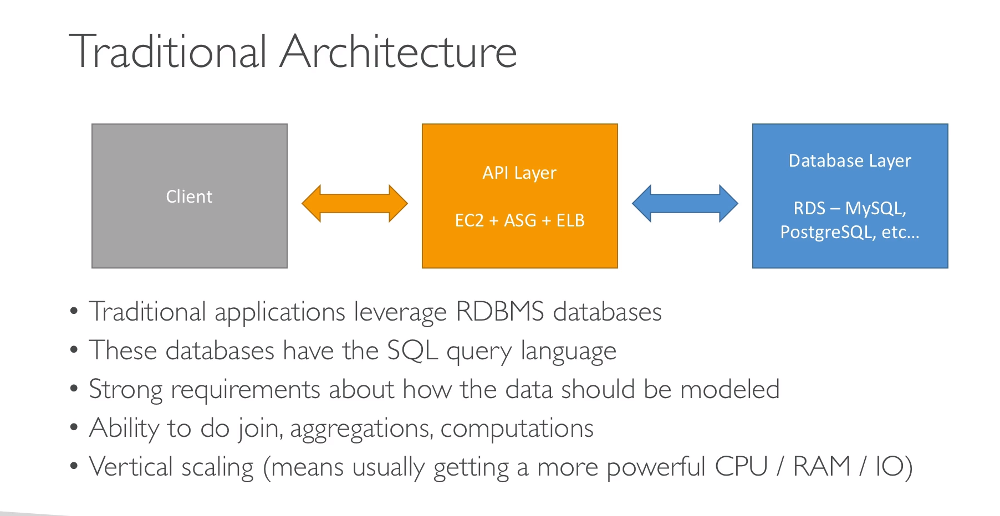 Traditional Architecture
Client
API Layer
EC2 + ASG + ELB
Database Layer
RDS – MySQL,
PostgreSQL, etc...
• Traditional applications leverage RDBMS databases
• These databases have the SQL query language
• Strong requirements about how the data should be modeled
• Ability to do join, aggregations, computations
• Vertical scaling (means usually getting a more powerful CPU / RAM / IO)